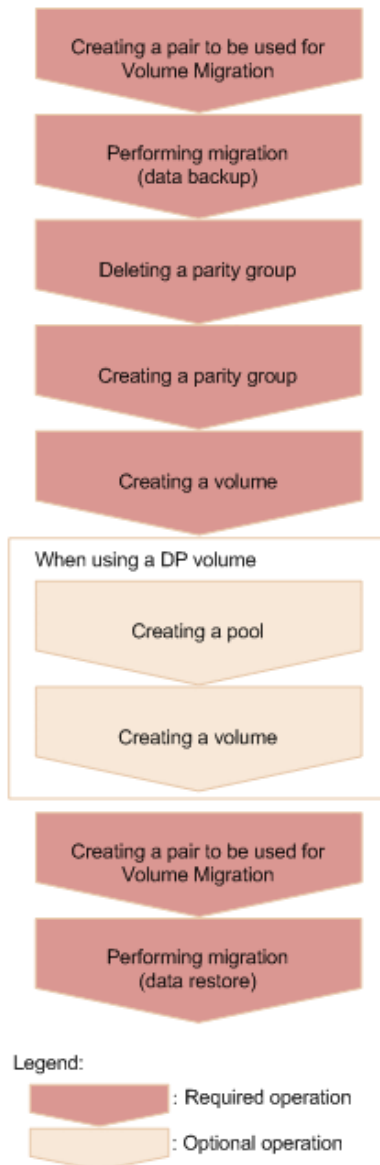 Creating a pair to be used for
Volume Migration
Performing migration
(data backup)
Deleting a parity group
Creating a parity group
Creating a volume
When using a DP volume
Creating a pool
Creating a volume
Creating a pair to be used for
Volume Migration
Performing migration
(data restore)
Legend:
: Required operation
: Optional operation